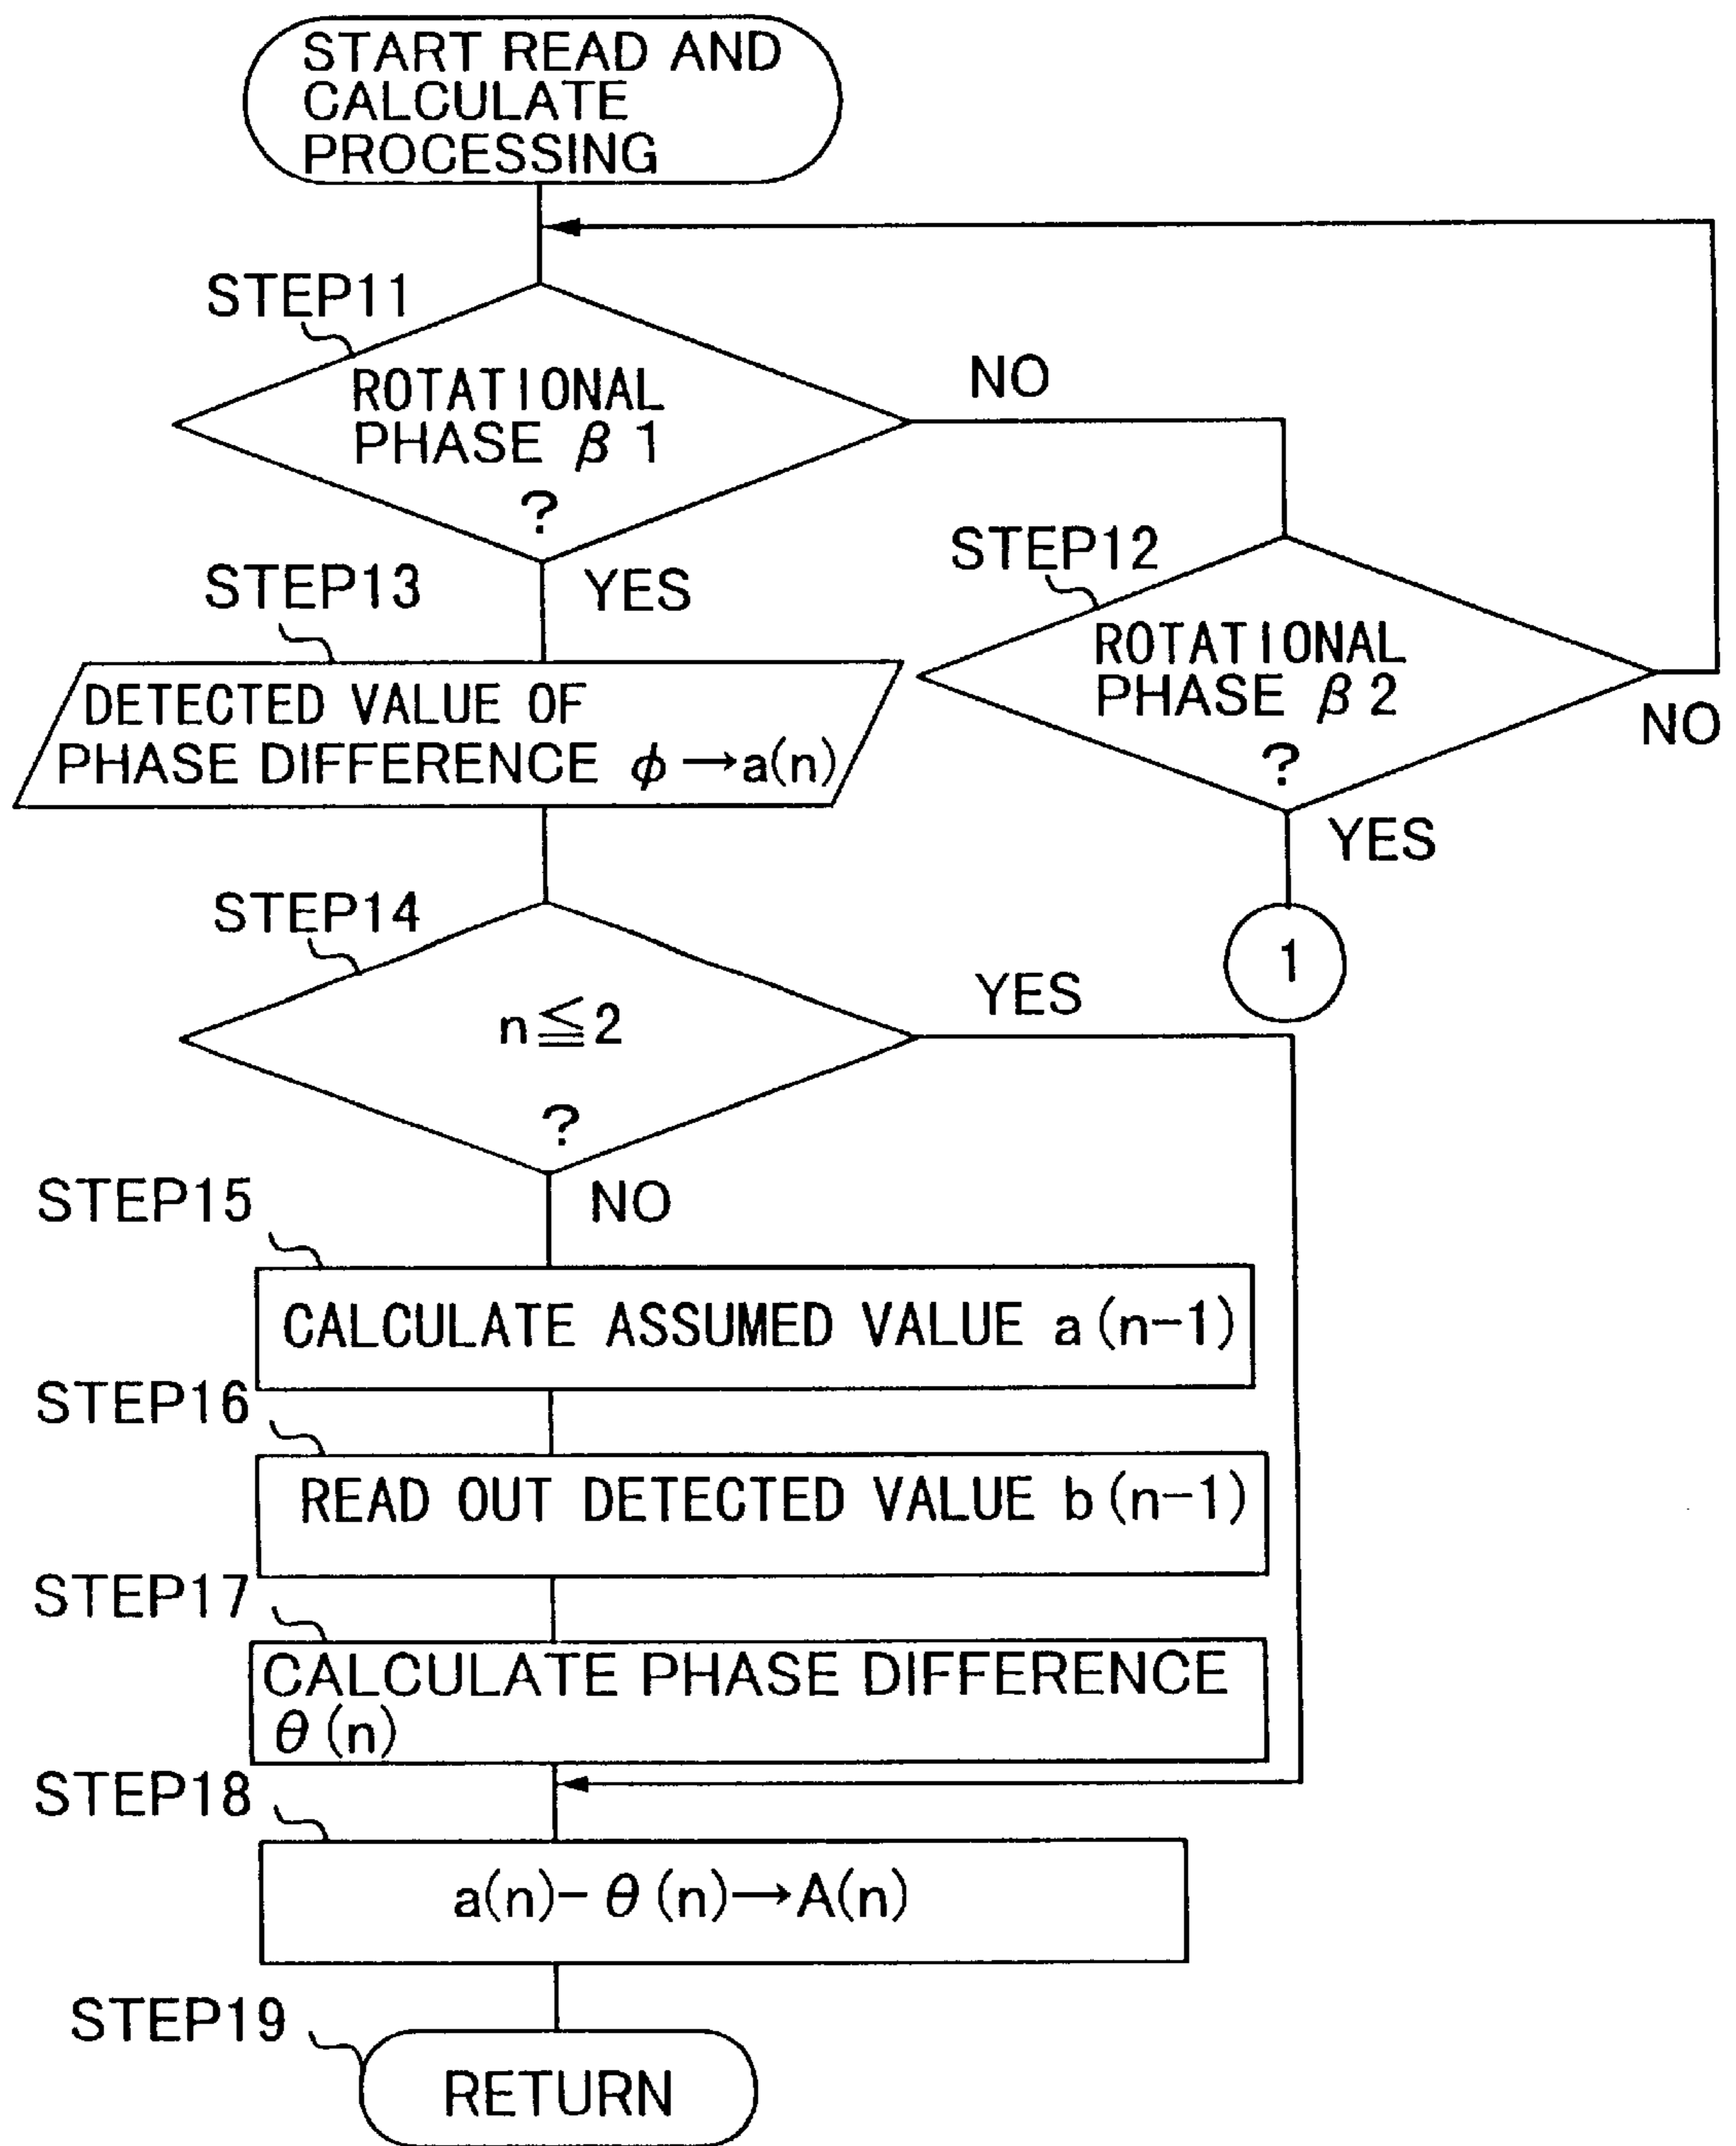 START READ AND
CALCULATE
PROCESSING
STEP11
ROTATIONAL
PHASE β1
?
NO
YES
STEP12
ROTATIONAL
PHASE β2
?
NO
YES
1
STEP13
DETECTED VALUE OF
PHASE DIFFERENCE ϕ→a(n)
STEP14
n≦2
?
YES
NO
STEP15
CALCULATE ASSUMED VALUE a(n-1)
STEP16
READ OUT DETECTED VALUE b(n-1)
STEP17
CALCULATE PHASE DIFFERENCE
θ(n)
STEP18
a(n)-θ(n)→A(n)
STEP19
RETURN